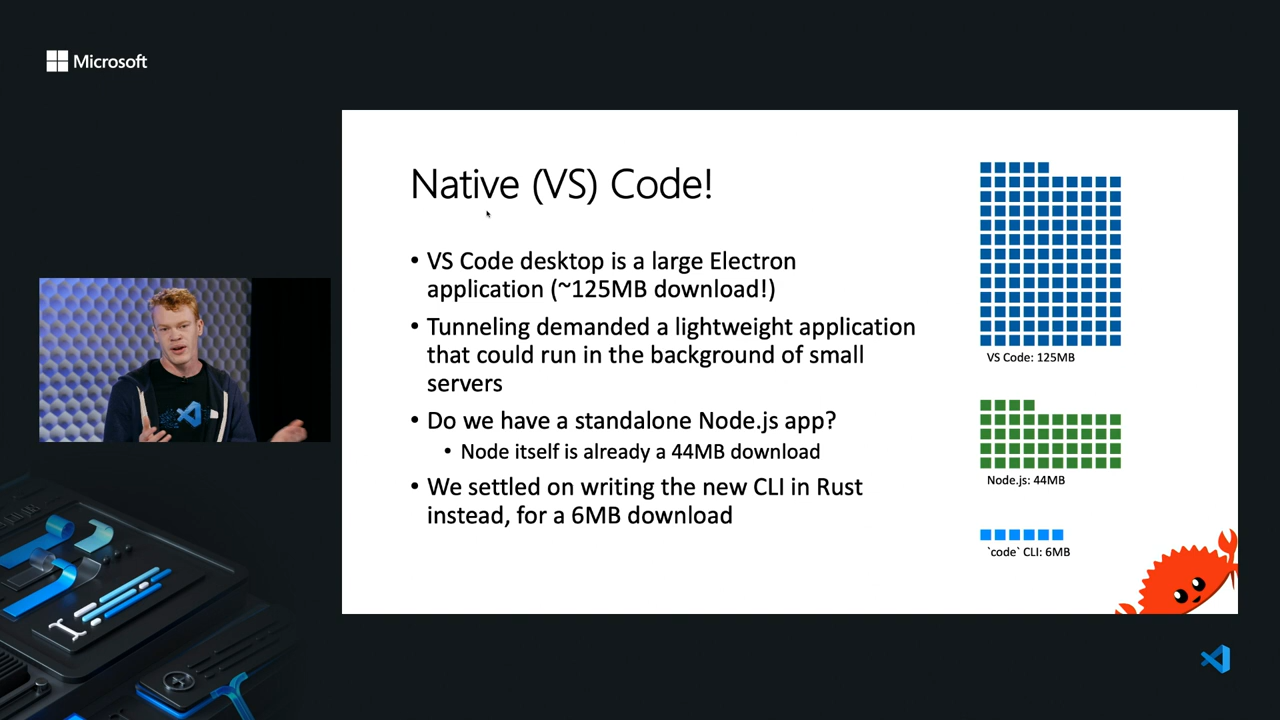 Microsoft
Native (VS) Code!
• VS Code desktop is a large Electron
application (~125MB download!)
• Tunneling demanded a lightweight application
that could run in the background of small
servers
• Do we have a standalone Node.js app?
• Node itself is already a 44MB download
• We settled on writing the new CLI in Rust
instead, for a 6MB download
VS Code: 125MB
Node.js: 44MB
`code` CLI: 6MB